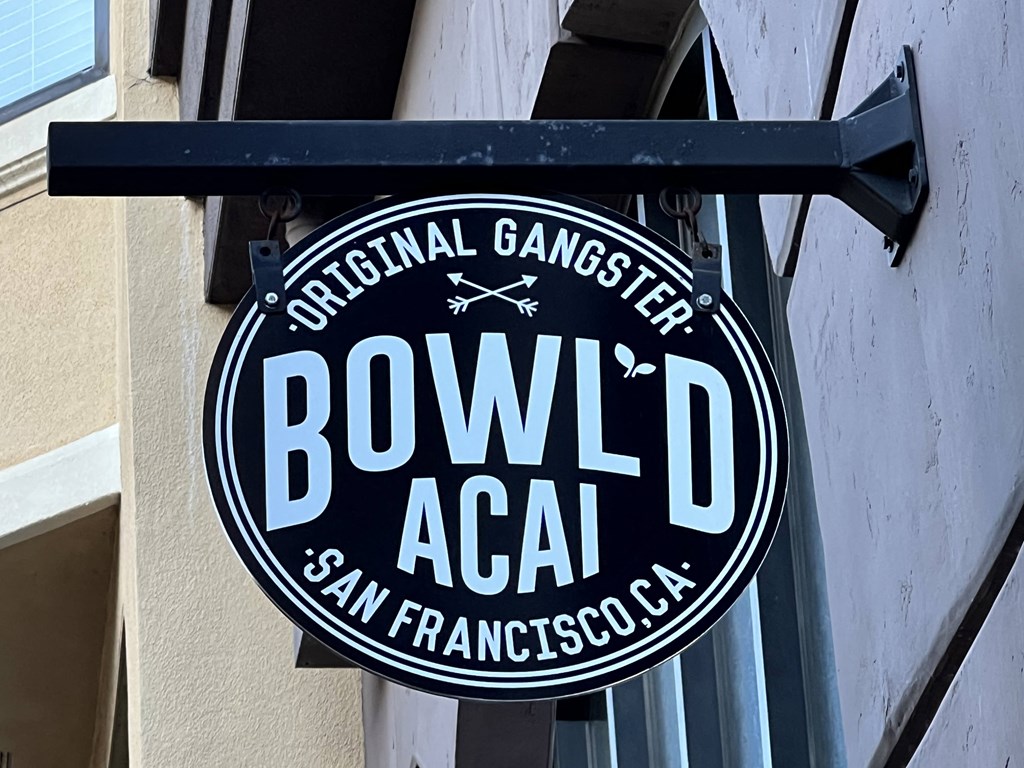 ·ORIGINAL GANGSTER·
BOWL'D
ACAI
·SAN FRANCISCO, CA·